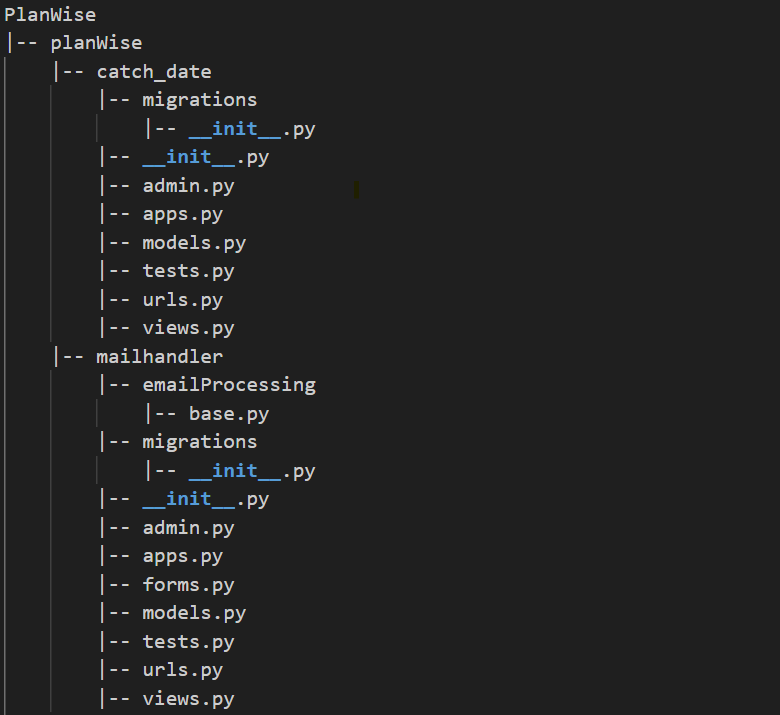 PlanWise
|-- planWise
|-- catch_date
|-- migrations
|-- __init__.py
|-- __init__.py
|-- admin.py
|-- apps.py
|-- models.py
|-- tests.py
|-- urls.py
|-- views.py
|-- mailhandler
|-- emailProcessing
|-- base.py
|-- migrations
|-- __init__.py
|-- __init__.py
|-- admin.py
|-- apps.py
|-- forms.py
|-- models.py
|-- tests.py
|-- urls.py
|-- views.py